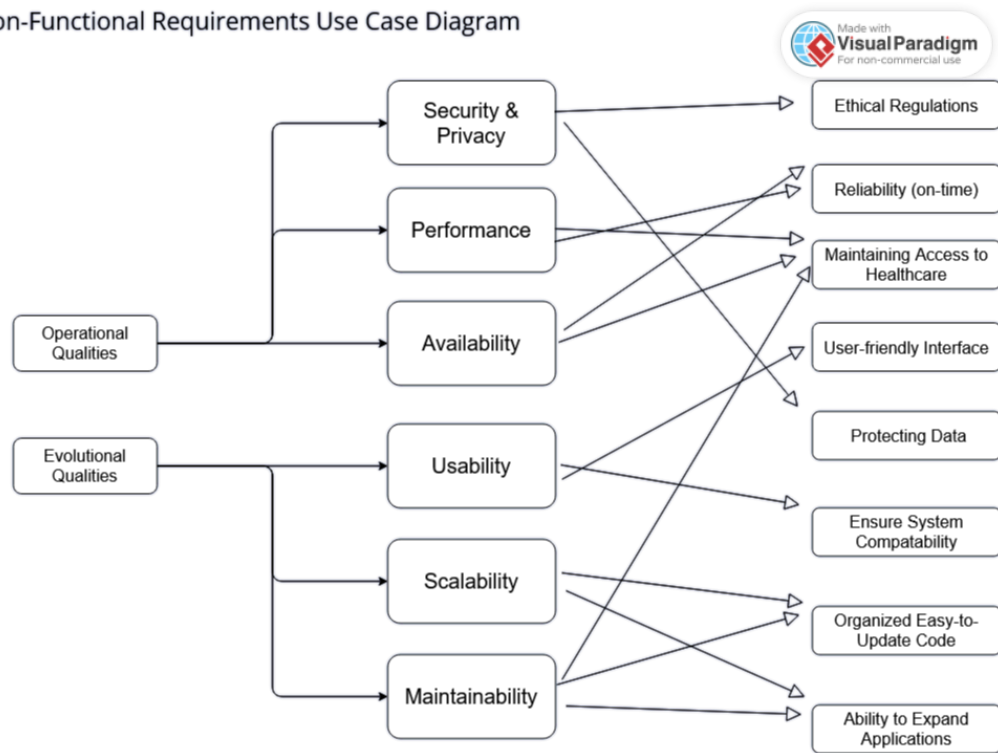 on-Functional Requirements Use Case Diagram
Made with
Visual Paradigm
For non-commercial use
Security &
Privacy
Ethical Regulations
Reliability (on-time)
Performance
Maintaining Access to
Healthcare
Operational
Qualities
Availability
User-friendly Interface
Evolutional
Qualities
Usability
Protecting Data
Ensure System
Compatability
Scalability
Organized Easy-to-
Update Code
Maintainability
Ability to Expand
Applications